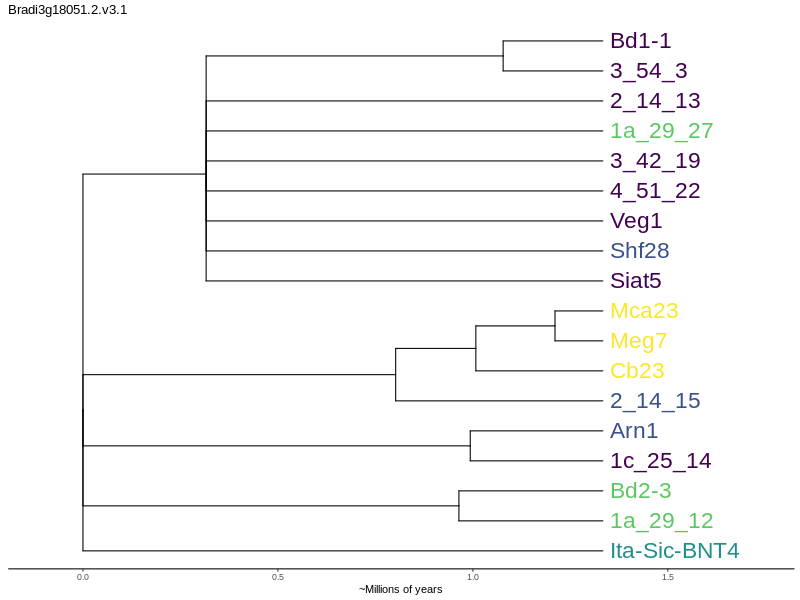 Bradi3g18051.2.v3.1
Bd1-1
3_54_3
2_14_13
1a_29_27
3_42_19
4_51_22
Veg1
Shf28
Siat5
Mca23
Meg7
Cb23
2_14_15
Arn1
1c_25_14
Bd2-3
1a_29_12
Ita-Sic-BNT4
0.0 0.5 1.0 1.5
~Millions of years